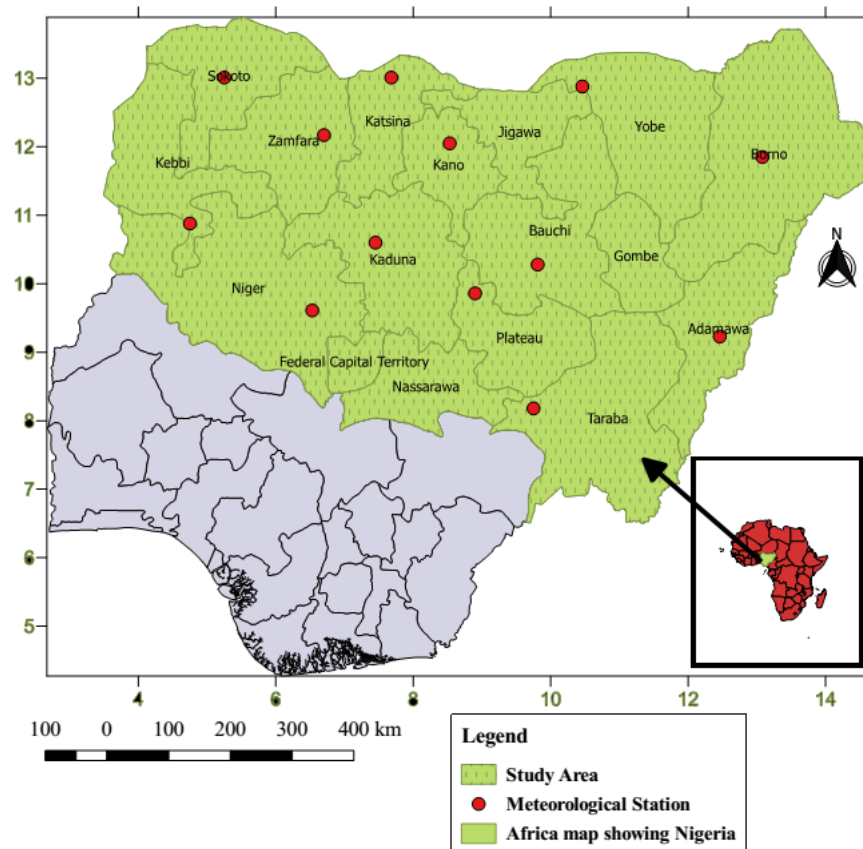 13
12
11
10
9
8
7
6
5
Sokoto
Katsina
Zamfara
Kebbi
Kano
Jigawa
Yobe
Borno
Bauchi
Gombe
Kaduna
Niger
Plateau
Adamawa
Federal Capital Territory
Nassarawa
Taraba
N
4 6 8 10 12 14
100 0 100 200 300 400 km
Legend
Study Area
Meteorological Station
Africa map showing Nigeria